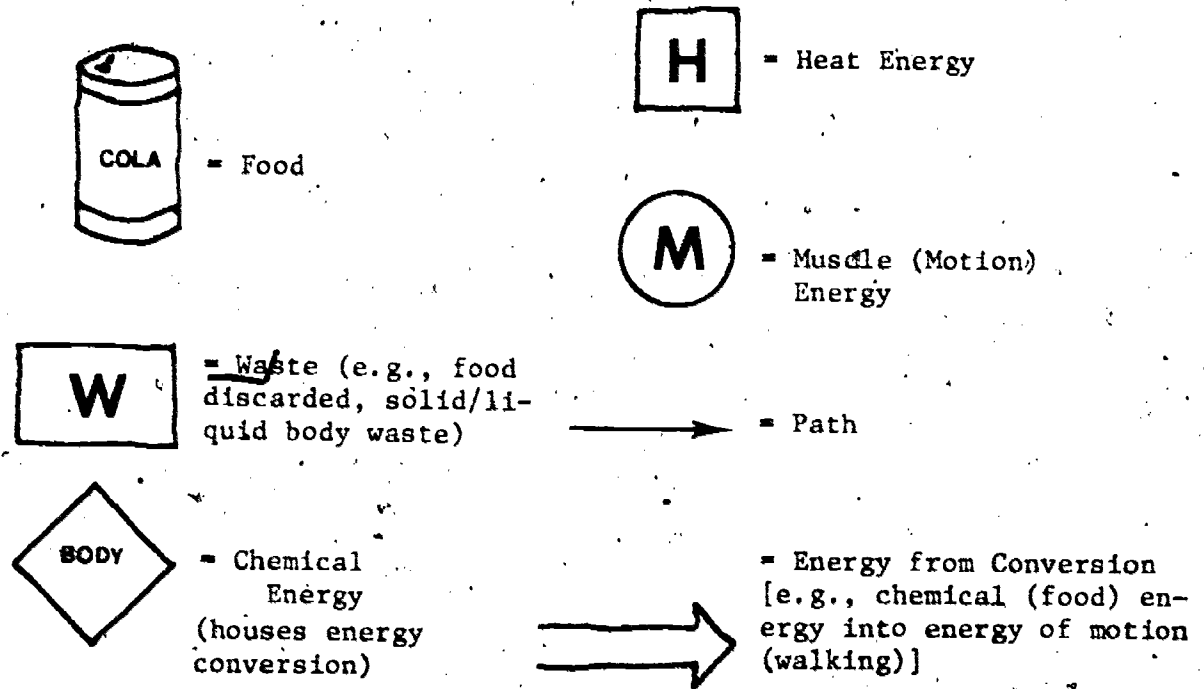 COLA
= Food
W
= Waste (e.g., food
discarded, solid/li-
quid body waste)
BODY
= Chemical
Energy
(houses energy
conversion)
H
= Heat Energy
M
= Muscle (Motion)
Energy
= Path
= Energy from Conversion
[e.g., chemical (food) en-
ergy into energy of motion
(walking)]